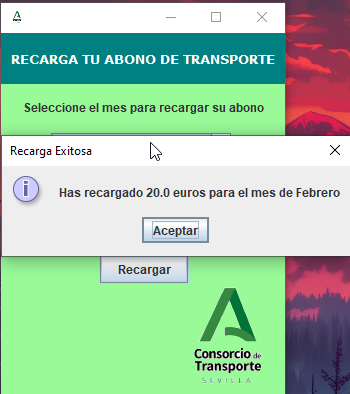 RECARGA TU ABONO DE TRANSPORTE
Seleccione el mes para recargar su abono
Recarga Exitosa
Has recargado 20.0 euros para el mes de Febrero
Aceptar
Recargar
Consorcio de
Transporte
SEVILLA